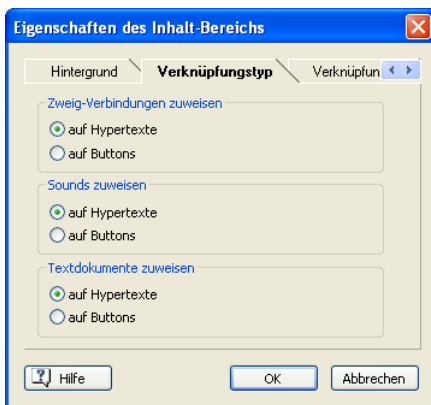 Eigenschaften des Inhalt-Bereichs
Hintergrund Verknüpfungstyp Verknüpfun
Zweig-Verbindungen zuweisen
auf Hypertexte
auf Buttons
Sounds zuweisen
auf Hypertexte
auf Buttons
Textdokumente zuweisen
auf Hypertexte
auf Buttons
Hilfe OK Abbrechen